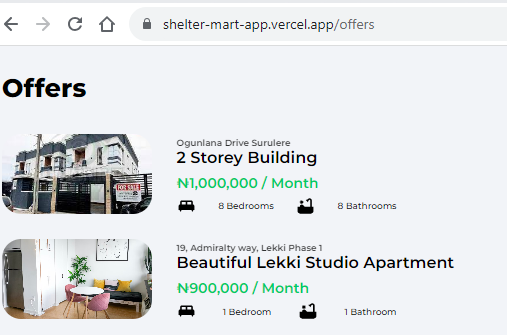 shelter-mart-app.vercel.app/offers
Offers
Ogunlana Drive Surulere
2 Storey Building
₦1,000,000 / Month
8 Bedrooms
8 Bathrooms
FOR SALE
19, Admiralty way, Lekki Phase 1
Beautiful Lekki Studio Apartment
₦900,000 / Month
1 Bedroom
1 Bathroom